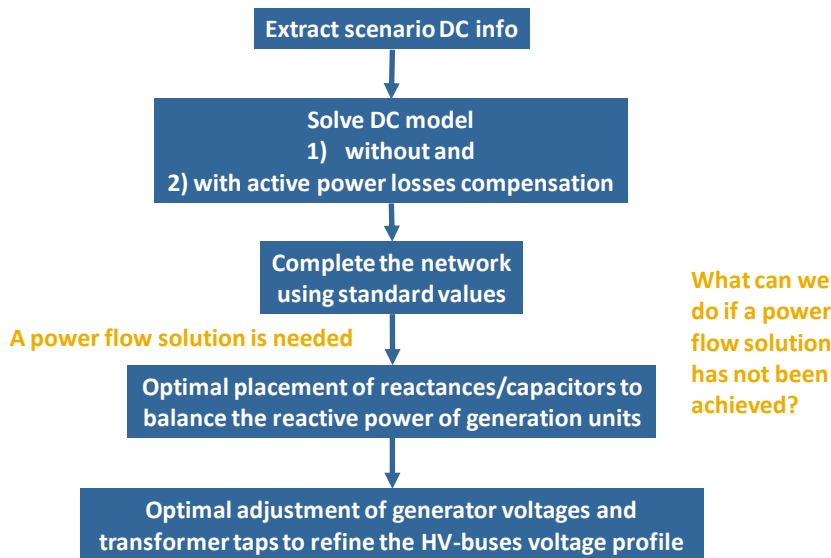 Extract scenario DC info
Solve DC model
1) without and
2) with active power losses compensation
Complete the network
using standard values
A power flow solution is needed
What can we
do if a power
flow solution
has not been
achieved?
Optimal placement of reactances/capacitors to
balance the reactive power of generation units
Optimal adjustment of generator voltages and
transformer taps to refine the HV-buses voltage profile